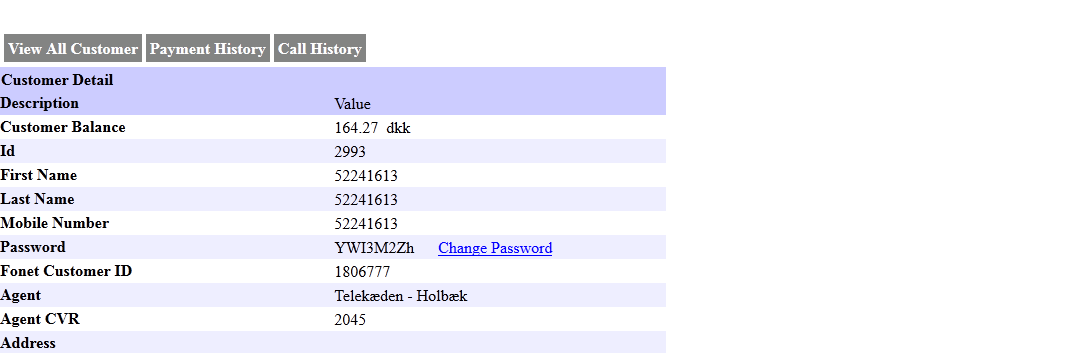 View All Customer Payment History Call History
Customer Detail
Description Value
Customer Balance 164.27 dkk
Id 2993
First Name 52241613
Last Name 52241613
Mobile Number 52241613
Password YWI3M2Zh Change Password
Fonet Customer ID 1806777
Agent Telekæden - Holbæk
Agent CVR 2045
Address